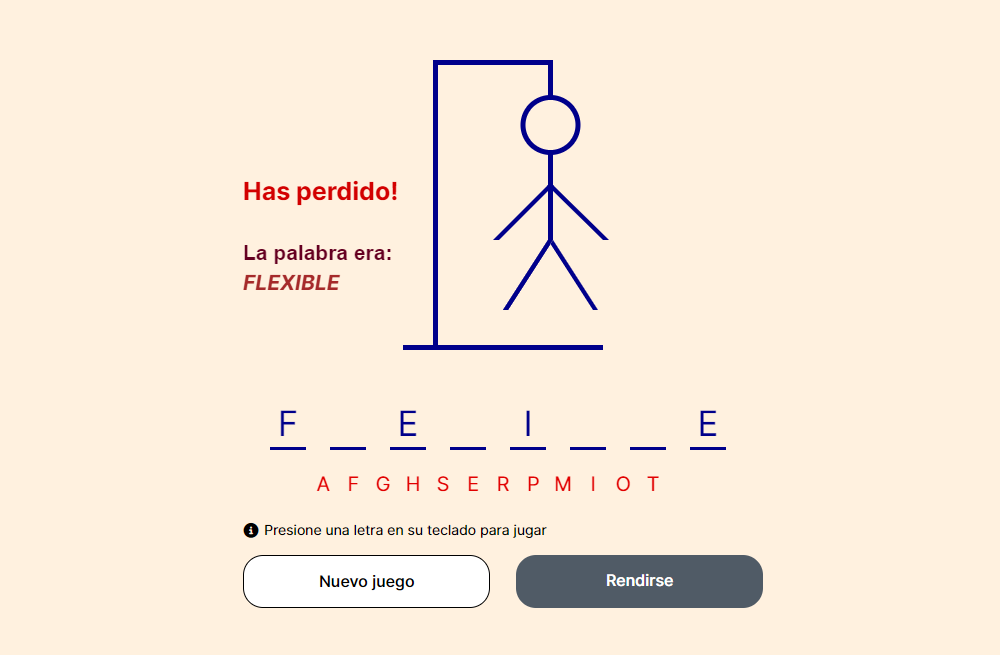 Has perdido!
La palabra era:
FLEXIBLE
F _ E _ I _ _ E
A F G H S E R P M I O T
Presione una letra en su teclado para jugar
Nuevo juego
Rendirse